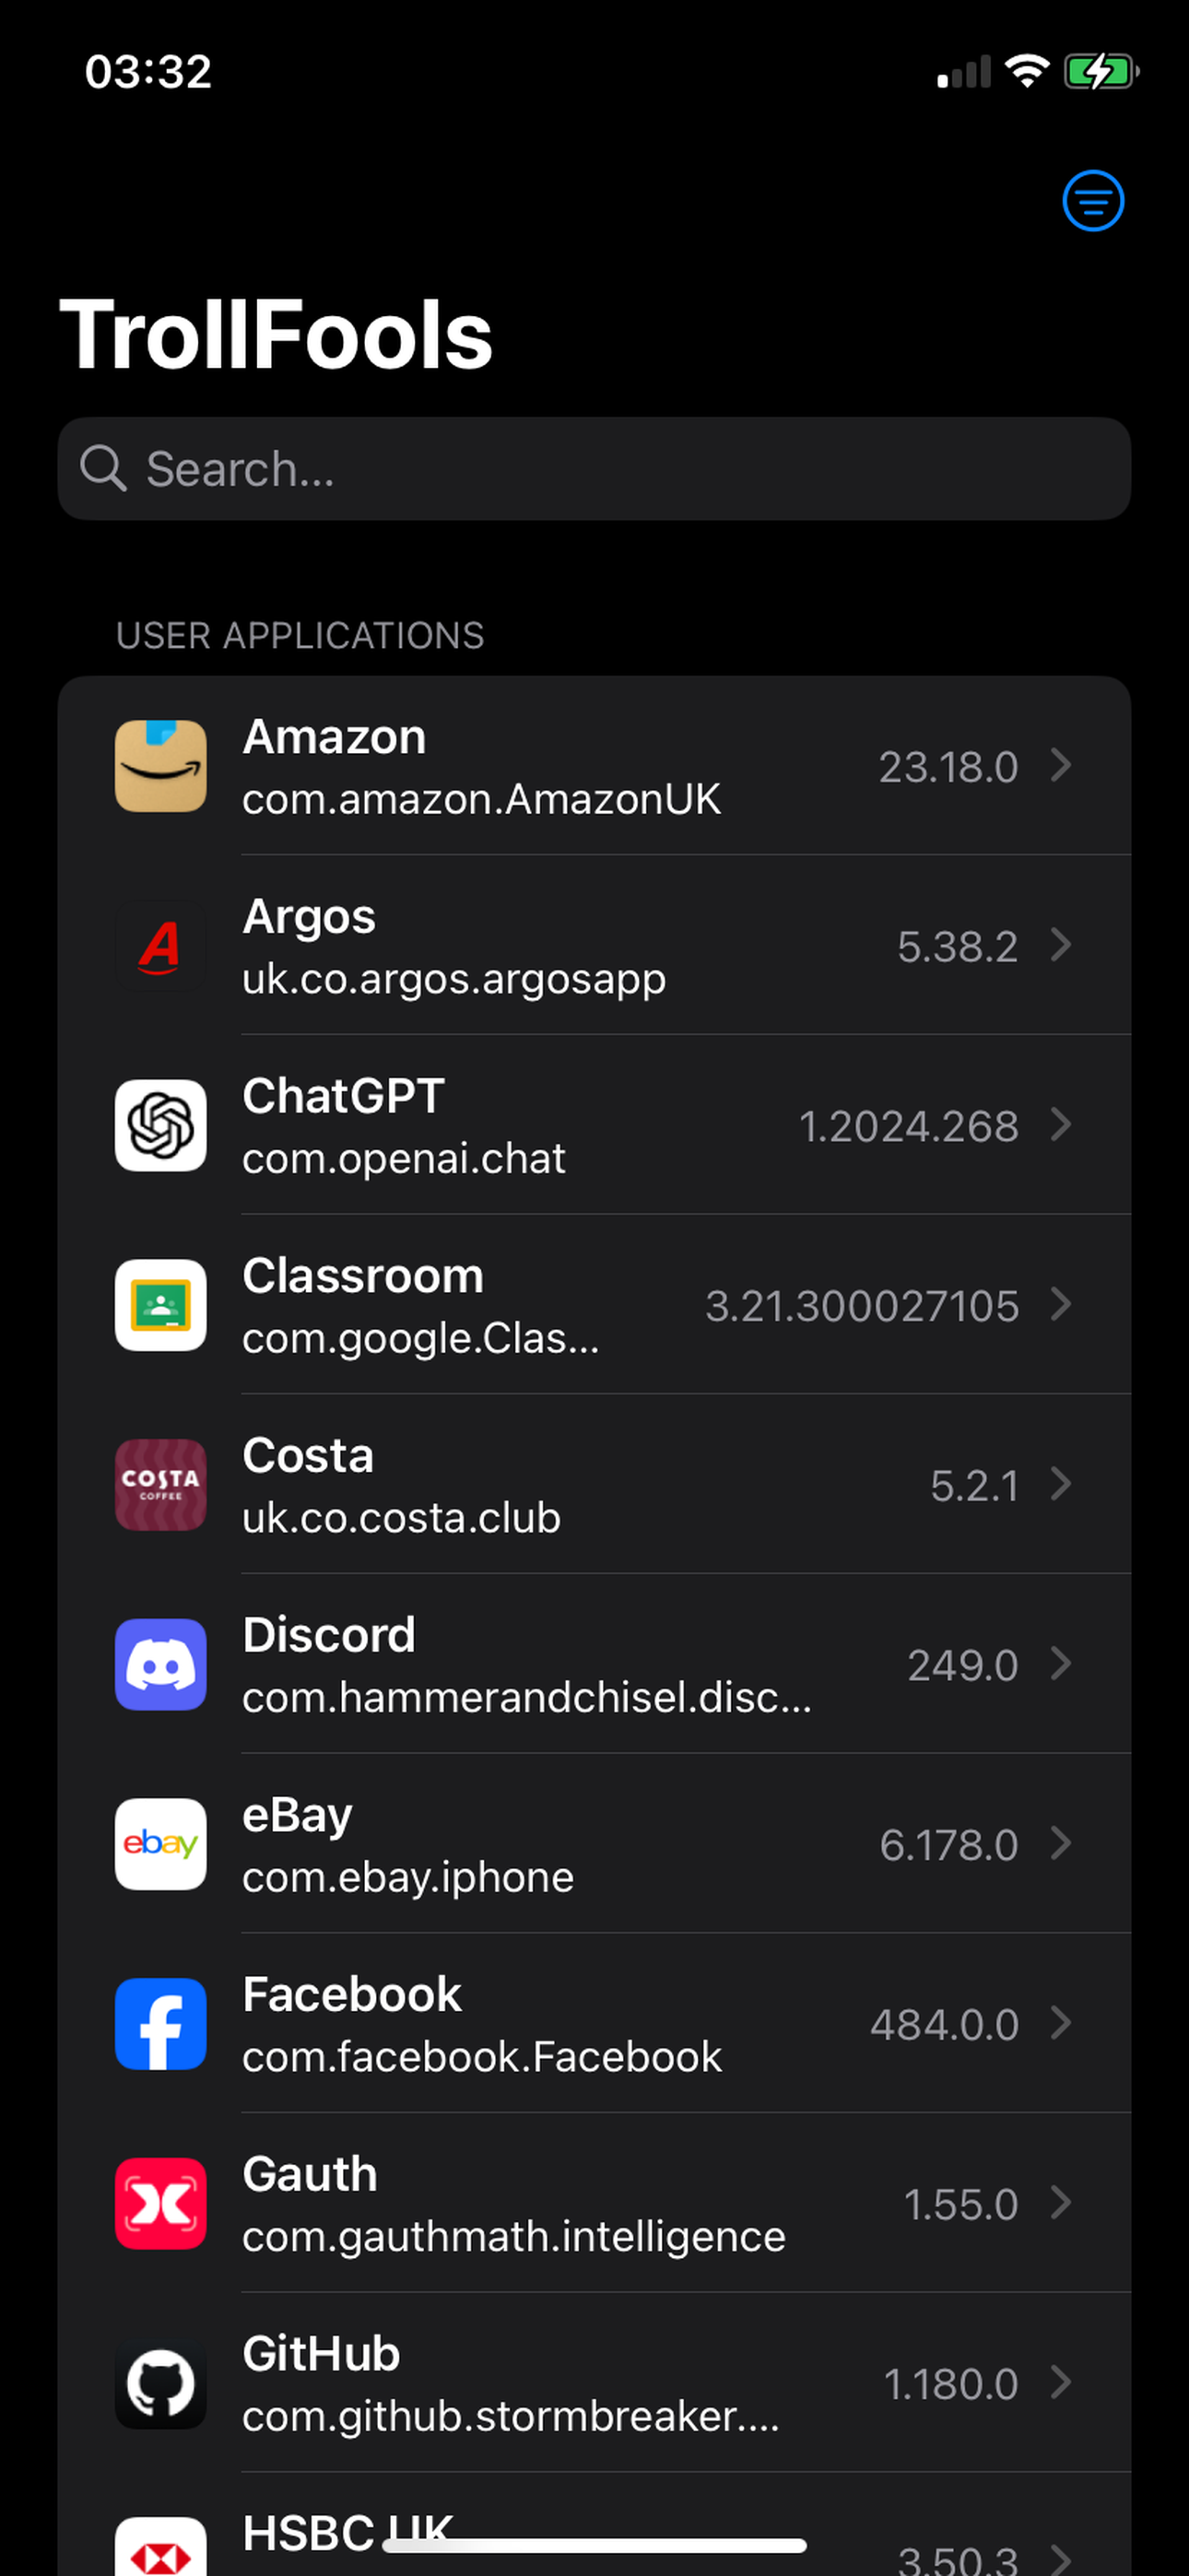 03:32
TrollFools
Search...
USER APPLICATIONS
Amazon
com.amazon.AmazonUK
23.18.0
A
Argos
uk.co.argos.argosapp
5.38.2
ChatGPT
com.openai.chat
1.2024.268
Classroom
com.google.Clas...
3.21.300027105
COSTA
COFFEE
Costa
uk.co.costa.club
5.2.1
Discord
com.hammerandchisel.disc...
249.0
ebay
eBay
com.ebay.iphone
6.178.0
f
Facebook
com.facebook.Facebook
484.0.0
Gauth
com.gauthmath.intelligence
1.55.0
GitHub
com.github.stormbreaker....
1.180.0
HSBC UK
3.50.3